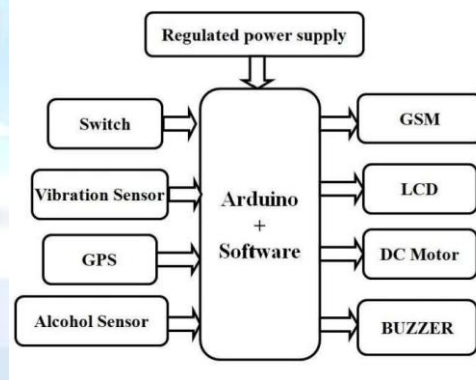 Regulated power supply
Switch
Vibration Sensor
GPS
Alcohol Sensor
Arduino
+
Software
GSM
LCD
DC Motor
BUZZER